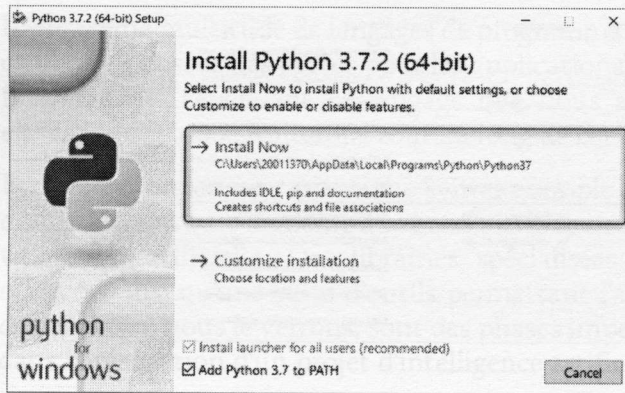 Python 3.7.2 (64-bit) Setup
Install Python 3.7.2 (64-bit)
Select Install Now to install Python with default settings, or choose
Customize to enable or disable features.
→ Install Now
C:\Users\20011370\AppData\Local\Programs\Python\Python37
Includes IDLE, pip and documentation
Creates shortcuts and file associations
→ Customize installation
Choose location and features
python
for
windows
Install launcher for all users (recommended)
Add Python 3.7 to PATH
Cancel